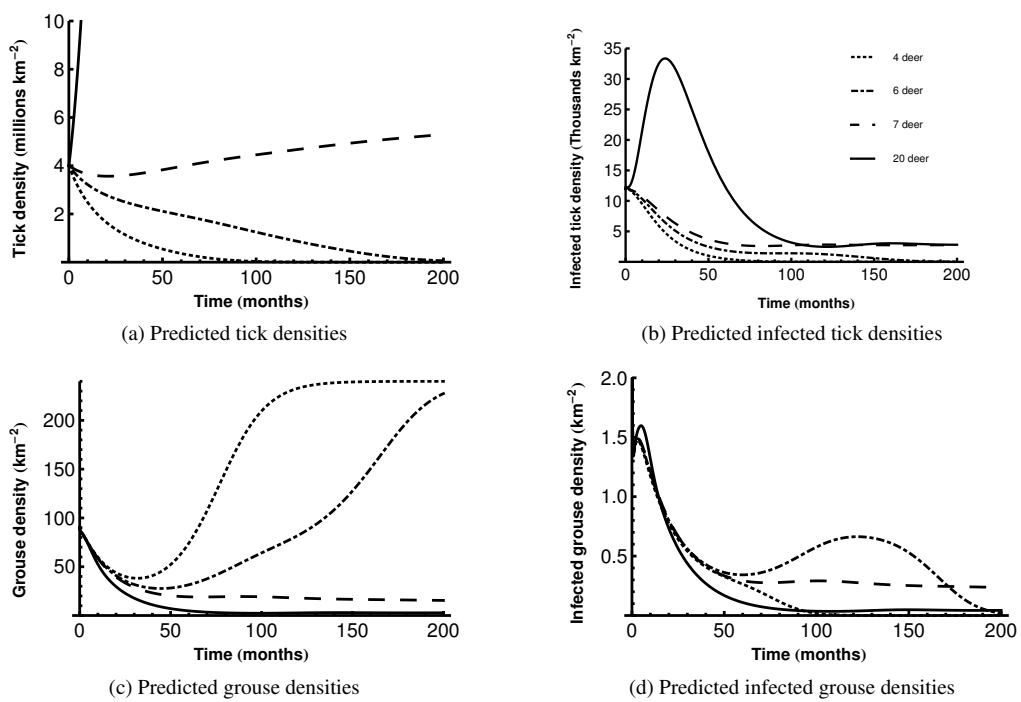 10
8
6
4
2
0 50 100 150 200
Tick density (millions km−2)
Time (months)
(a) Predicted tick densities
35
30
25
20
15
10
5
0 50 100 150 200
Infected tick density (Thousands km−2)
Time (months)
4 deer
6 deer
7 deer
20 deer
(b) Predicted infected tick densities
200
150
100
50
0 50 100 150 200
Grouse density (km−2)
Time (months)
(c) Predicted grouse densities
2.0
1.5
1.0
0.5
0 50 100 150 200
Infected grouse density (km−2)
Time (months)
(d) Predicted infected grouse densities